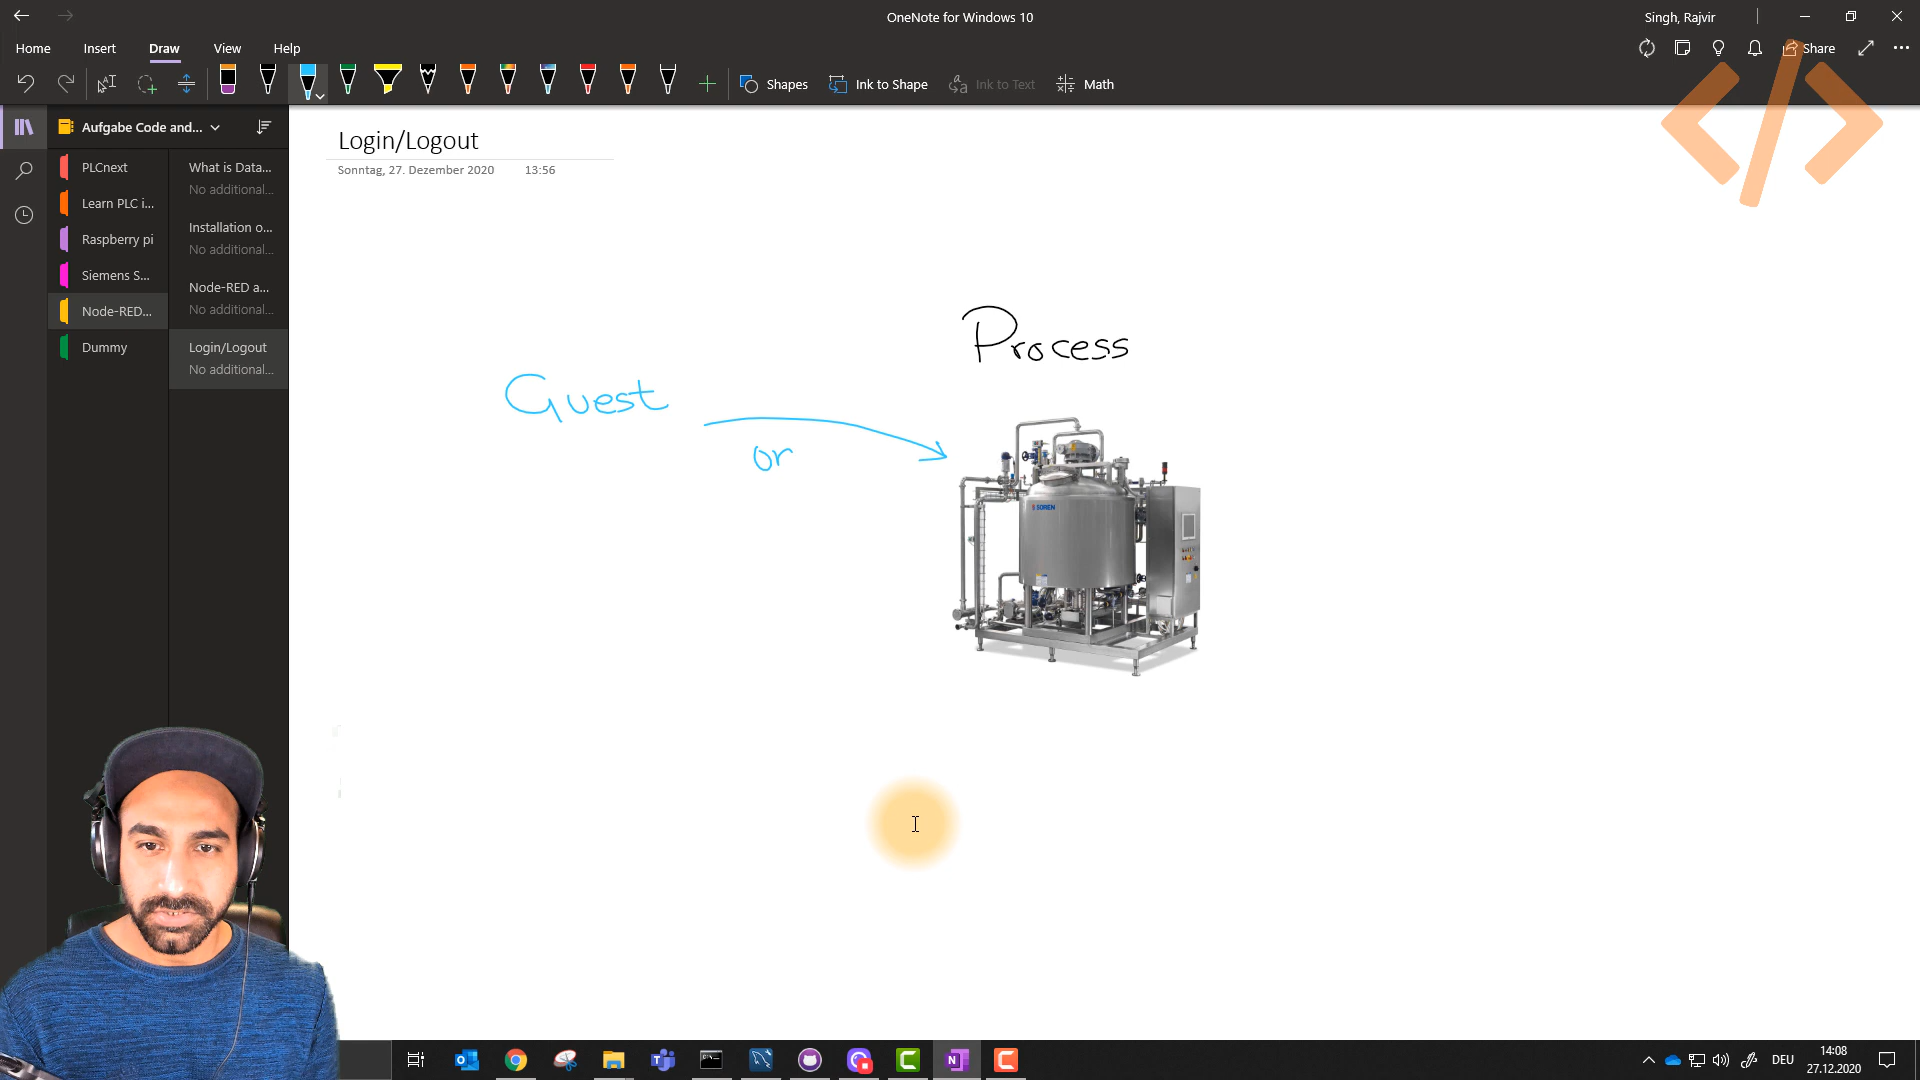 OneNote for Windows 10
Singh, Rajvir
Home Insert Draw View Help
Share
Shapes
Ink to Shape
Ink to Text
Math
Aufgabe Code and...
PLCnext
Learn PLC i...
Raspberry pi
Siemens S...
Node-RED...
Dummy
What is Data...
No additional...
Installation o...
No additional...
Node-RED a...
No additional...
Login/Logout
No additional...
Login/Logout
Sonntag, 27. Dezember 2020 13:56
Process
Guest
or
SOREN
DEU
14:08
27.12.2020